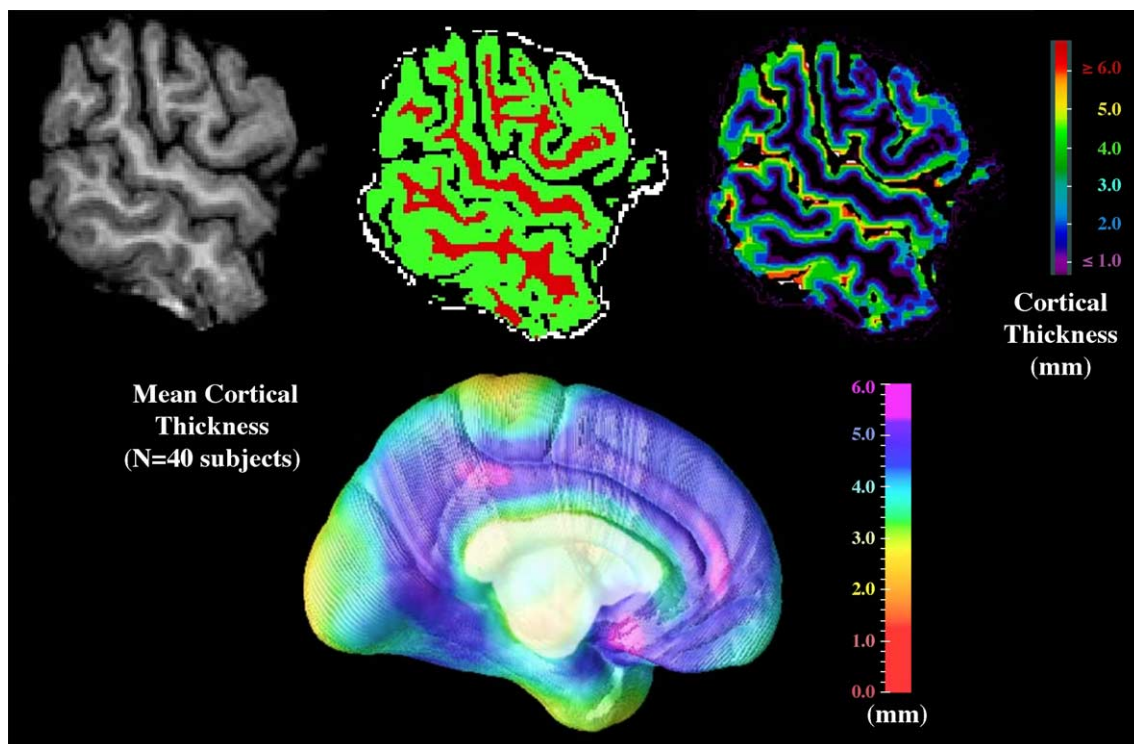 ≥ 6.0
5.0
4.0
3.0
2.0
≤ 1.0
Cortical
Thickness
(mm)
Mean Cortical
Thickness
(N=40 subjects)
6.0
5.0
4.0
3.0
2.0
1.0
0.0
(mm)